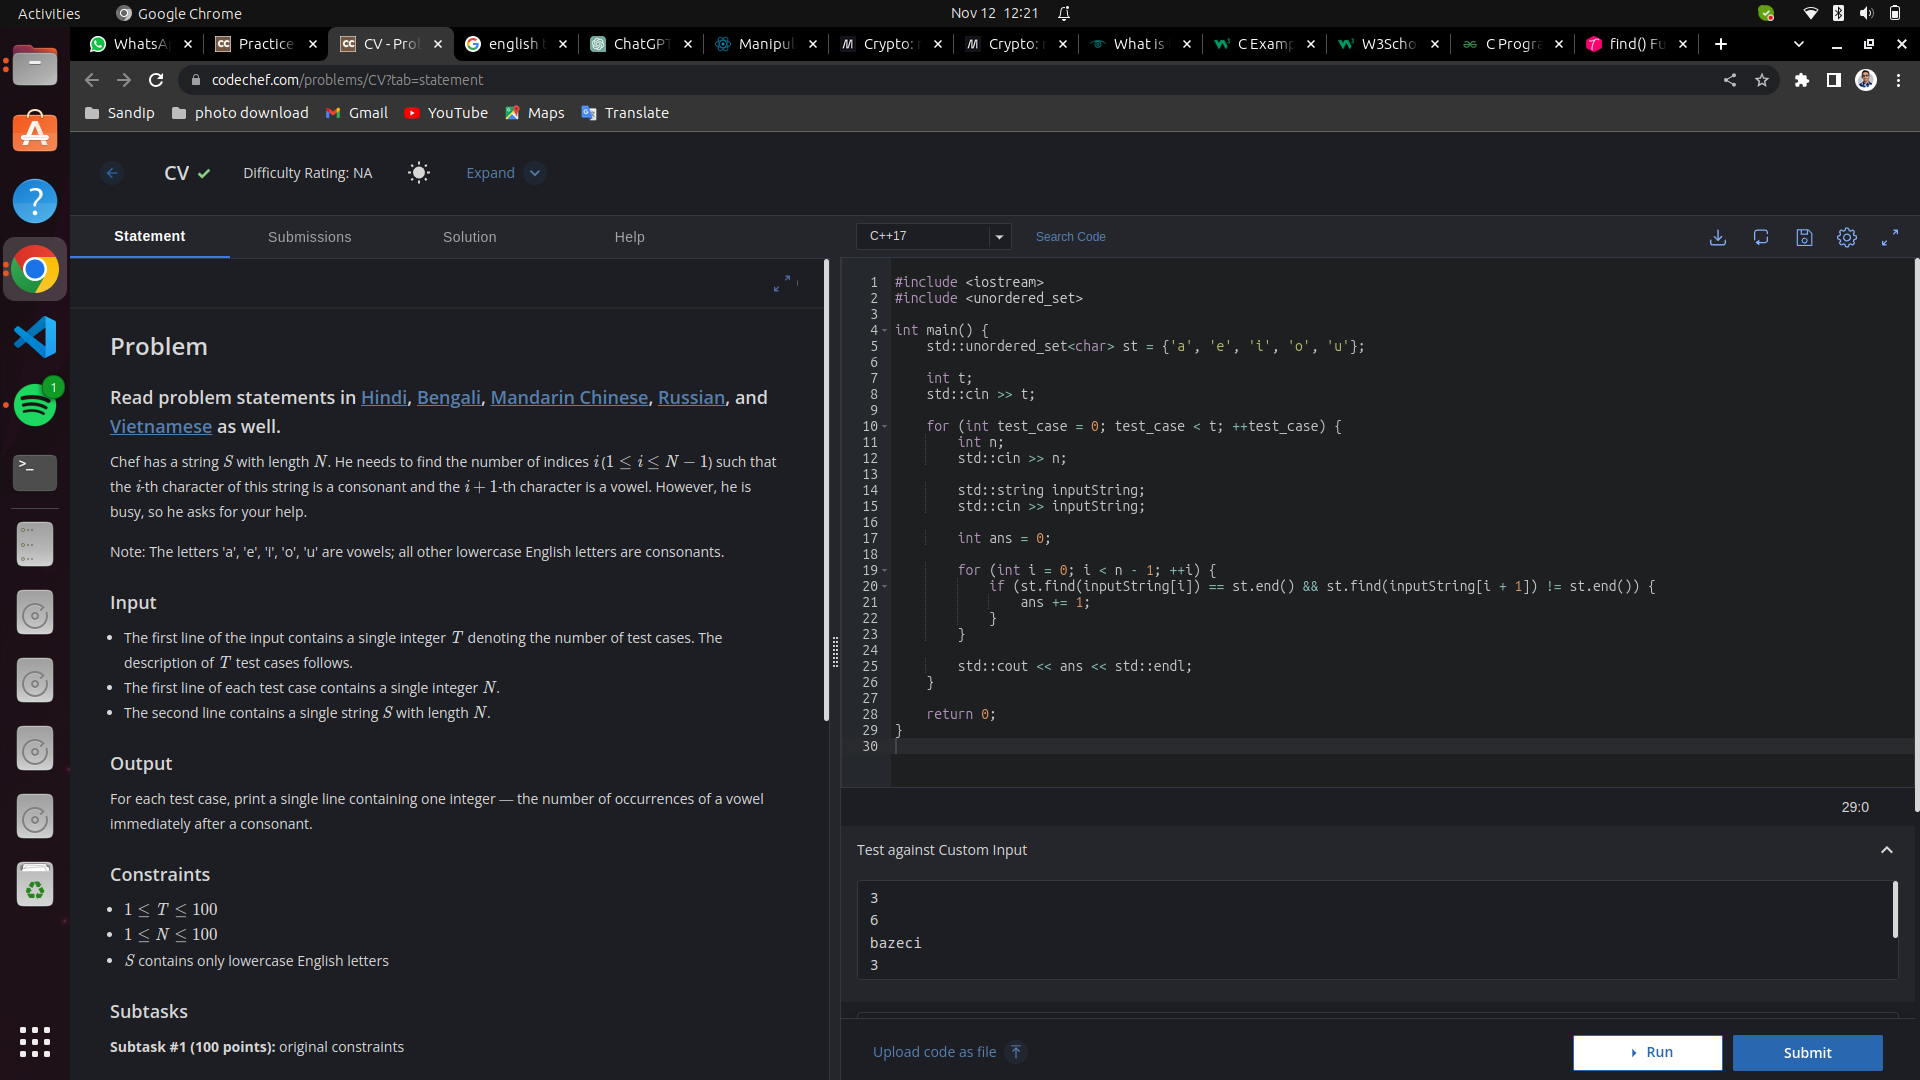 Activities
Google Chrome
Nov 12 12:21
WhatsA
Practice
CV - Prol
english t
ChatGPT
Manipul
Crypto: r
Crypto: r
What is
C Examp
W3Scho
C Progra
find() Fu
codechef.com/problems/CV?tab=statement
SandIp
photo download
Gmail
YouTube
Maps
Translate
CV
Difficulty Rating: NA
Expand
Statement
Submissions
Solution
Help
C++17
Search Code
1
Problem
Read problem statements in Hindi, Bengali, Mandarin Chinese, Russian, and
Vietnamese as well.
Chef has a string S with length N. He needs to find the number of indices i (1 ≤ i ≤ N − 1) such that
the i-th character of this string is a consonant and the i + 1-th character is a vowel. However, he is
busy, so he asks for your help.
Note: The letters 'a', 'e', 'i', 'o', 'u' are vowels; all other lowercase English letters are consonants.
Input
• The first line of the input contains a single integer T denoting the number of test cases. The
description of T test cases follows.
• The first line of each test case contains a single integer N.
• The second line contains a single string S with length N.
Output
For each test case, print a single line containing one integer — the number of occurrences of a vowel
immediately after a consonant.
Constraints
• 1 ≤ T ≤ 100
• 1 ≤ N ≤ 100
• S contains only lowercase English letters
Subtasks
Subtask #1 (100 points): original constraints
1 #include <iostream>
2 #include <unordered_set>
3
4 int main() {
5 std::unordered_set<char> st = {'a', 'e', 'i', 'o', 'u'};
6
7 int t;
8 std::cin >> t;
9
10 for (int test_case = 0; test_case < t; ++test_case) {
11 int n;
12 std::cin >> n;
13
14 std::string inputString;
15 std::cin >> inputString;
16
17 int ans = 0;
18
19 for (int i = 0; i < n - 1; ++i) {
20 if (st.find(inputString[i]) == st.end() && st.find(inputString[i + 1]) != st.end()) {
21 ans += 1;
22 }
23 }
24
25 std::cout << ans << std::endl;
26 }
27
28 return 0;
29 }
30
29:0
Test against Custom Input
3
6
bazeci
3
Upload code as file
Run
Submit